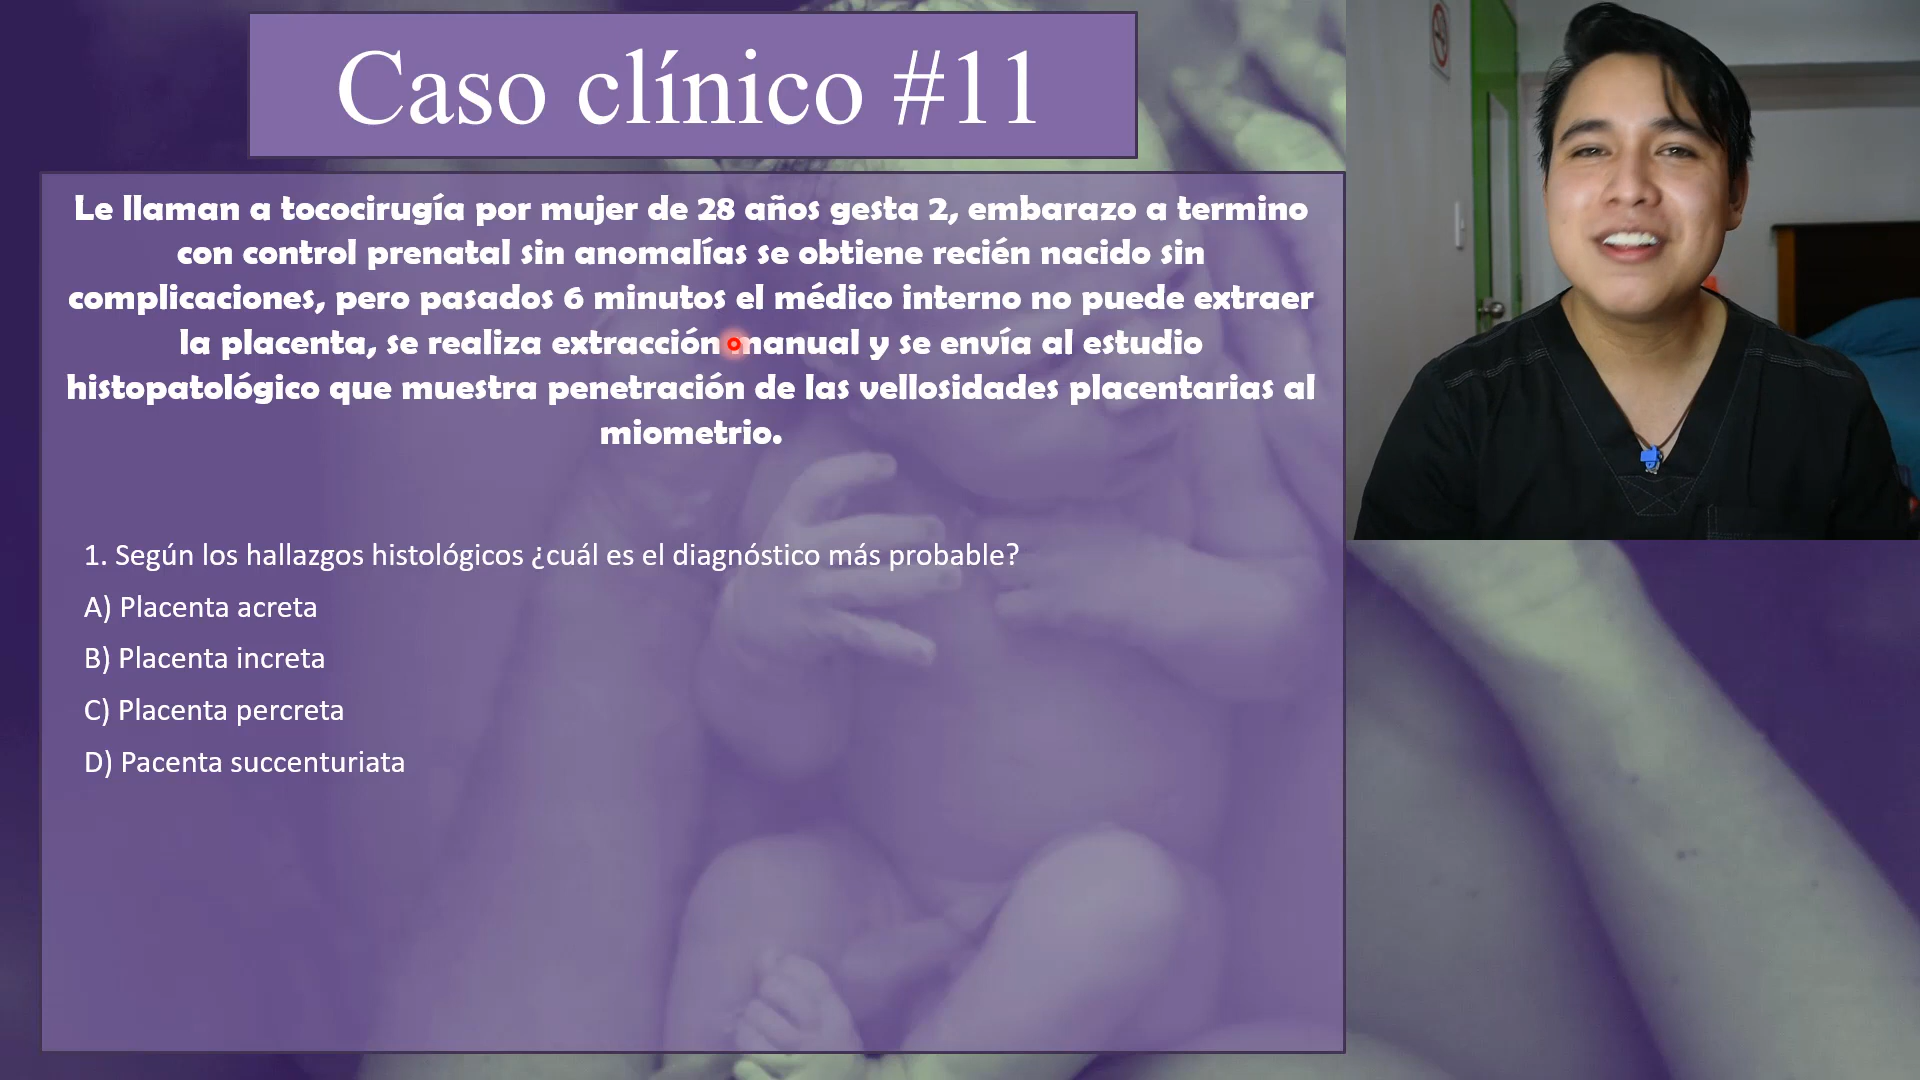 Caso clínico #11
Le llaman a tococirugía por mujer de 28 años gesta 2, embarazo a termino
con control prenatal sin anomalías se obtiene recién nacido sin
complicaciones, pero pasados 6 minutos el médico interno no puede extraer
la placenta, se realiza extracción manual y se envía al estudio
histopatológico que muestra penetración de las vellosidades placentarias al
miometrio.
1. Según los hallazgos histológicos ¿cuál es el diagnóstico más probable?
A) Placenta acreta
B) Placenta increta
C) Placenta percreta
D) Pacenta succenturiata